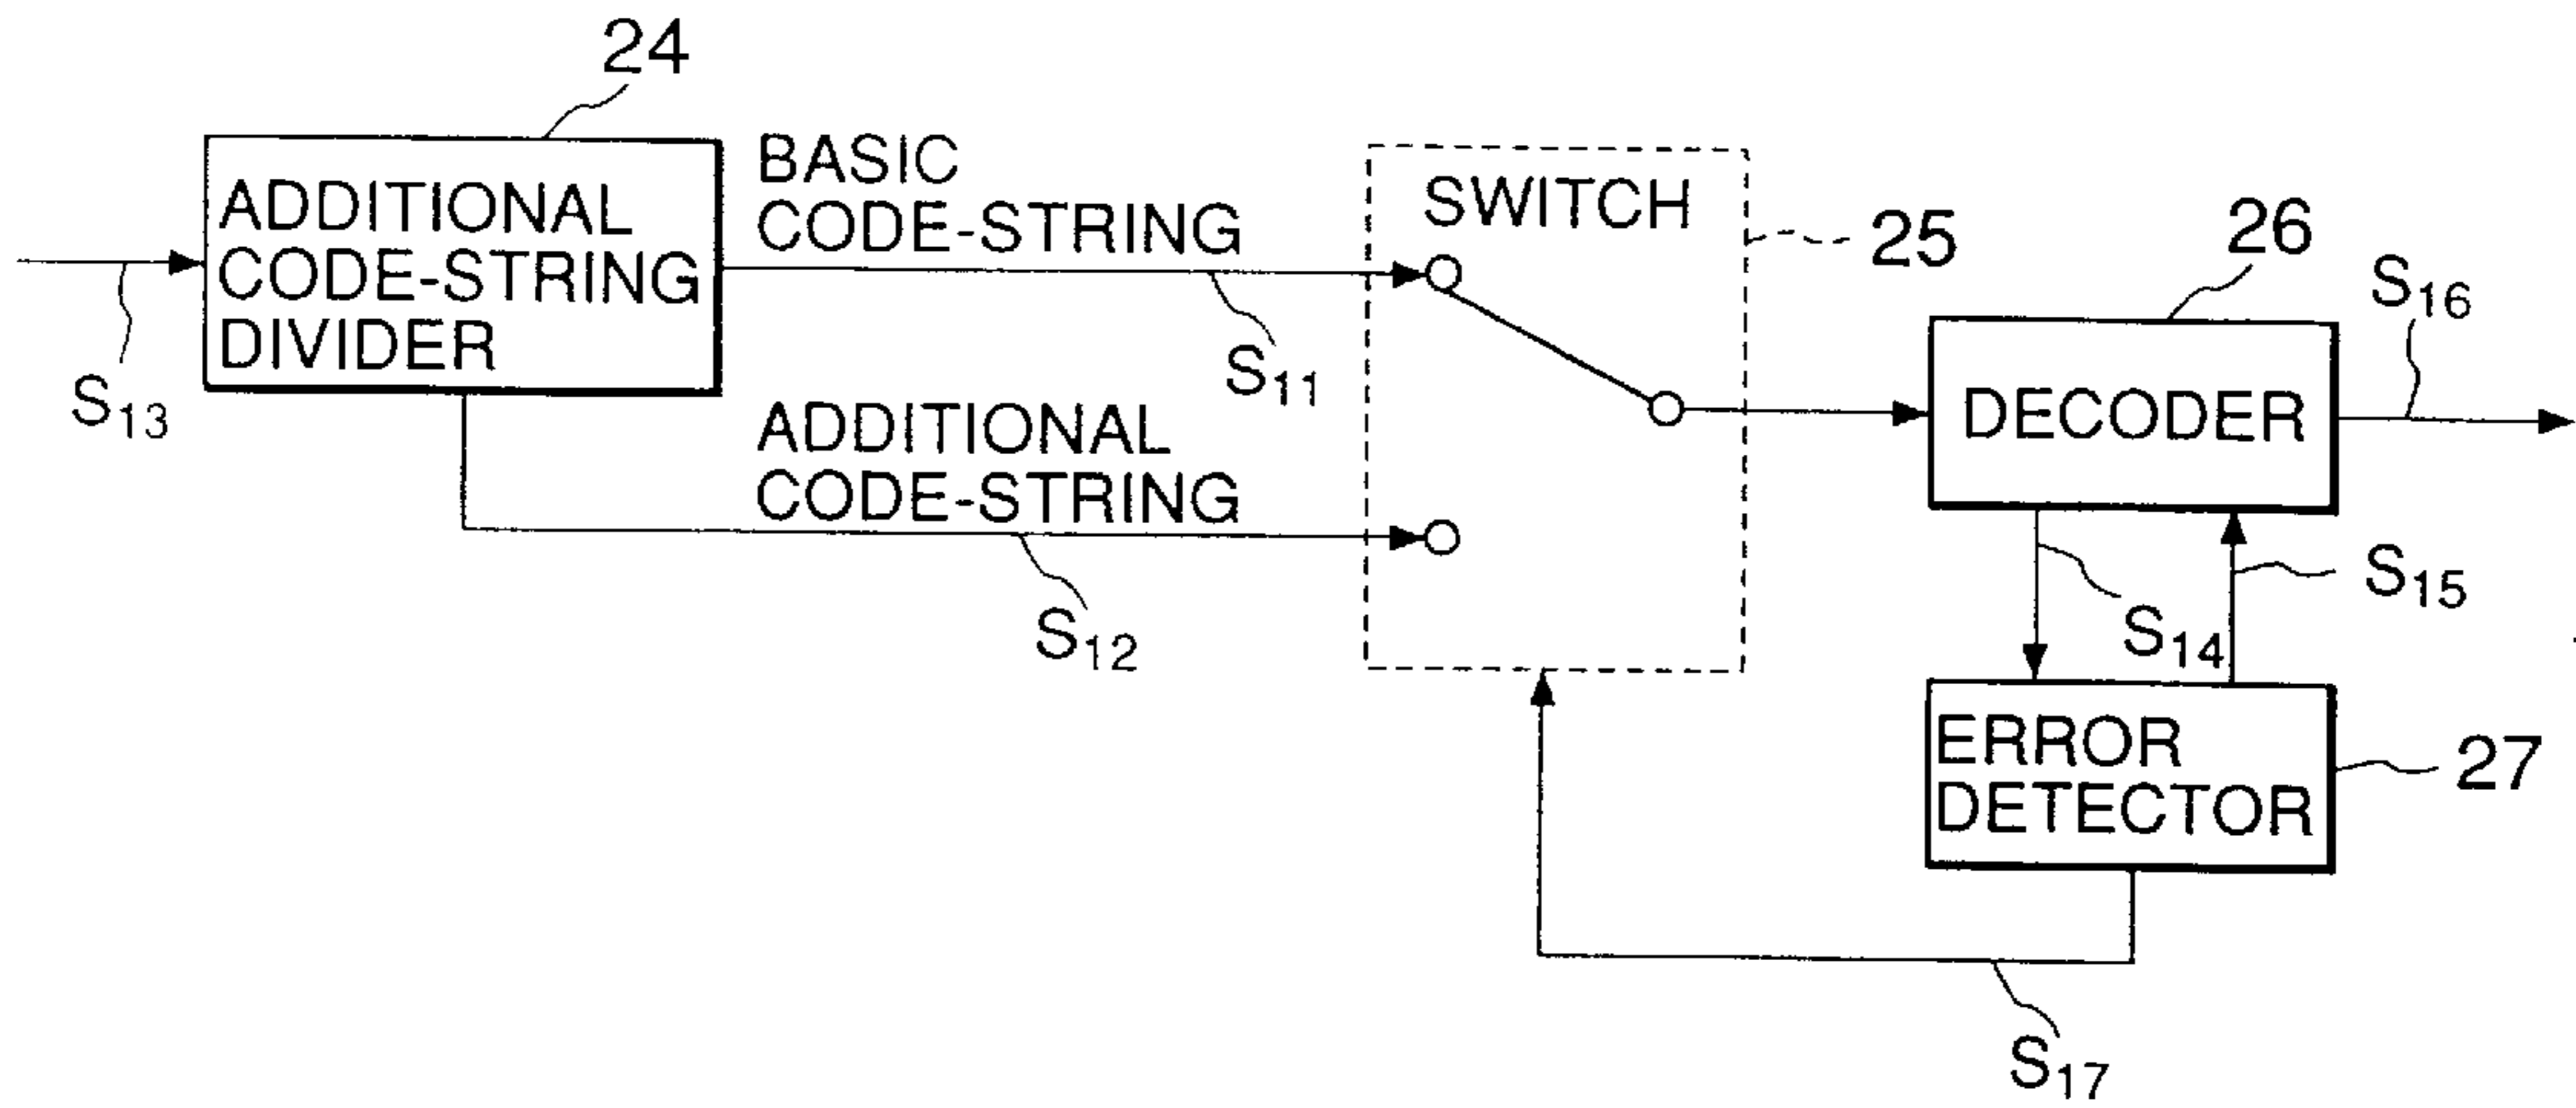 24
BASIC
CODE-STRING
ADDITIONAL
CODE-STRING
DIVIDER
SWITCH
25
26
S16
S13
S11
ADDITIONAL
CODE-STRING
DECODER
S12
S14
S15
ERROR
DETECTOR
27
S17